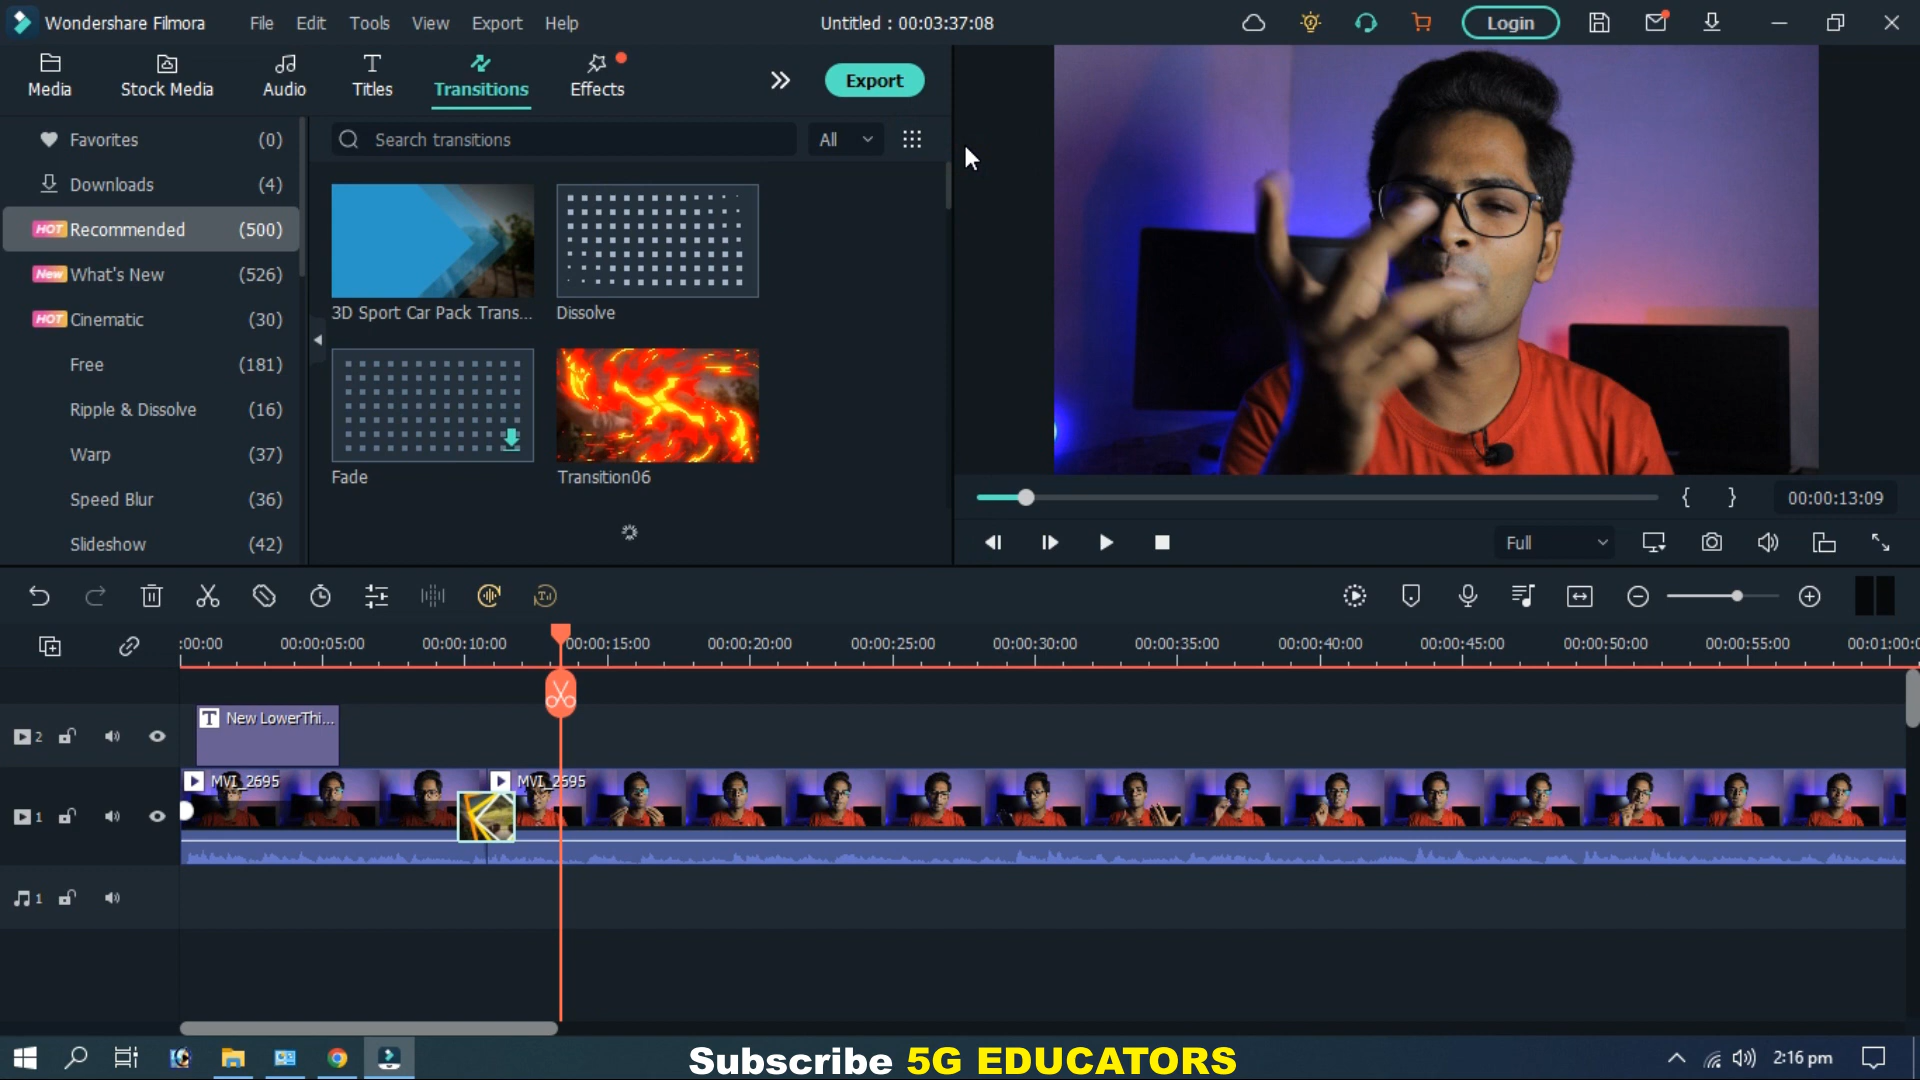 Wondershare Filmora
File
Edit
Tools
View
Export
Help
Untitled : 00:03:37:08
Login
Media
Stock Media
Audio
Titles
Transitions
Effects
Export
Favorites (0)
Downloads (4)
HOT Recommended (500)
New What's New (526)
HOT Cinematic (30)
Free (181)
Ripple & Dissolve (16)
Warp (37)
Speed Blur (36)
Slideshow (42)
Search transitions
All
3D Sport Car Pack Trans...
Dissolve
Fade
Transition06
{ }
00:00:13:09
Full
:00:00
00:00:05:00
00:00:10:00
00:00:15:00
00:00:20:00
00:00:25:00
00:00:30:00
00:00:35:00
00:00:40:00
00:00:45:00
00:00:50:00
00:00:55:00
00:01:00:0
2
T New LowerThi...
MVI_2695
MVI_2695
1
1
Subscribe 5G EDUCATORS
2:16 pm